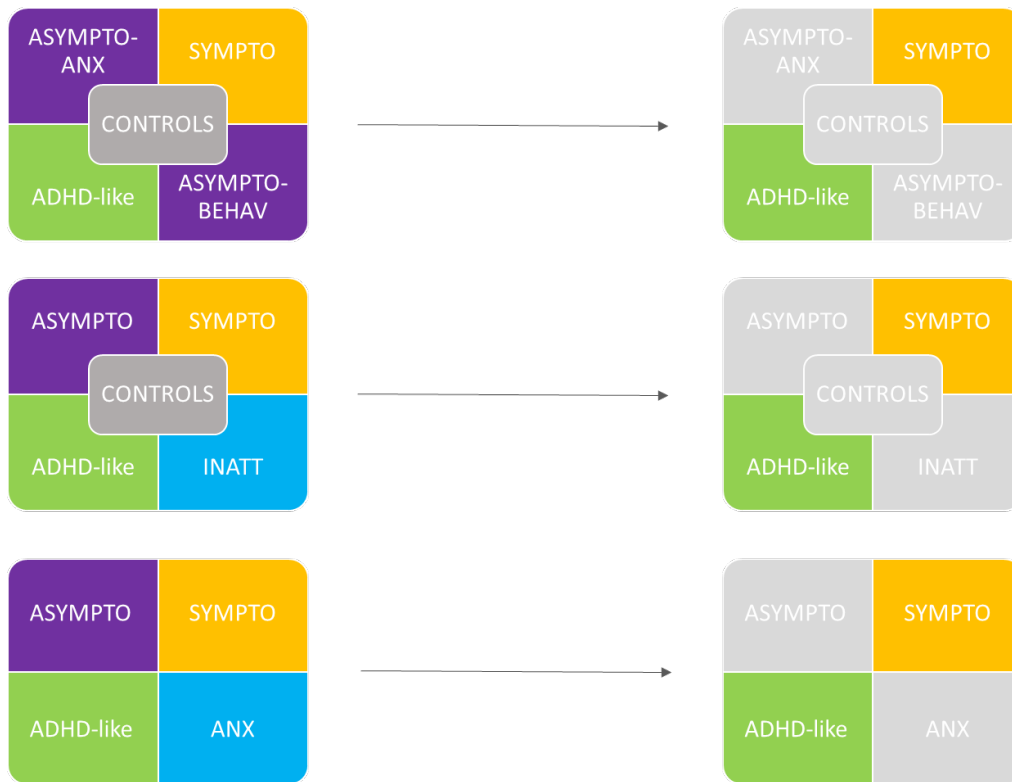 ASYMPTO-
ANX
SYMPTO
CONTROLS
ADHD-like
ASYMPTO-
BEHAV
ASYMPTO-
ANX
SYMPTO
CONTROLS
ADHD-like
ASYMPTO-
BEHAV
ASYMPTO
SYMPTO
CONTROLS
ADHD-like
INATT
ASYMPTO
SYMPTO
CONTROLS
ADHD-like
INATT
ASYMPTO
SYMPTO
ADHD-like
ANX
ASYMPTO
SYMPTO
ADHD-like
ANX